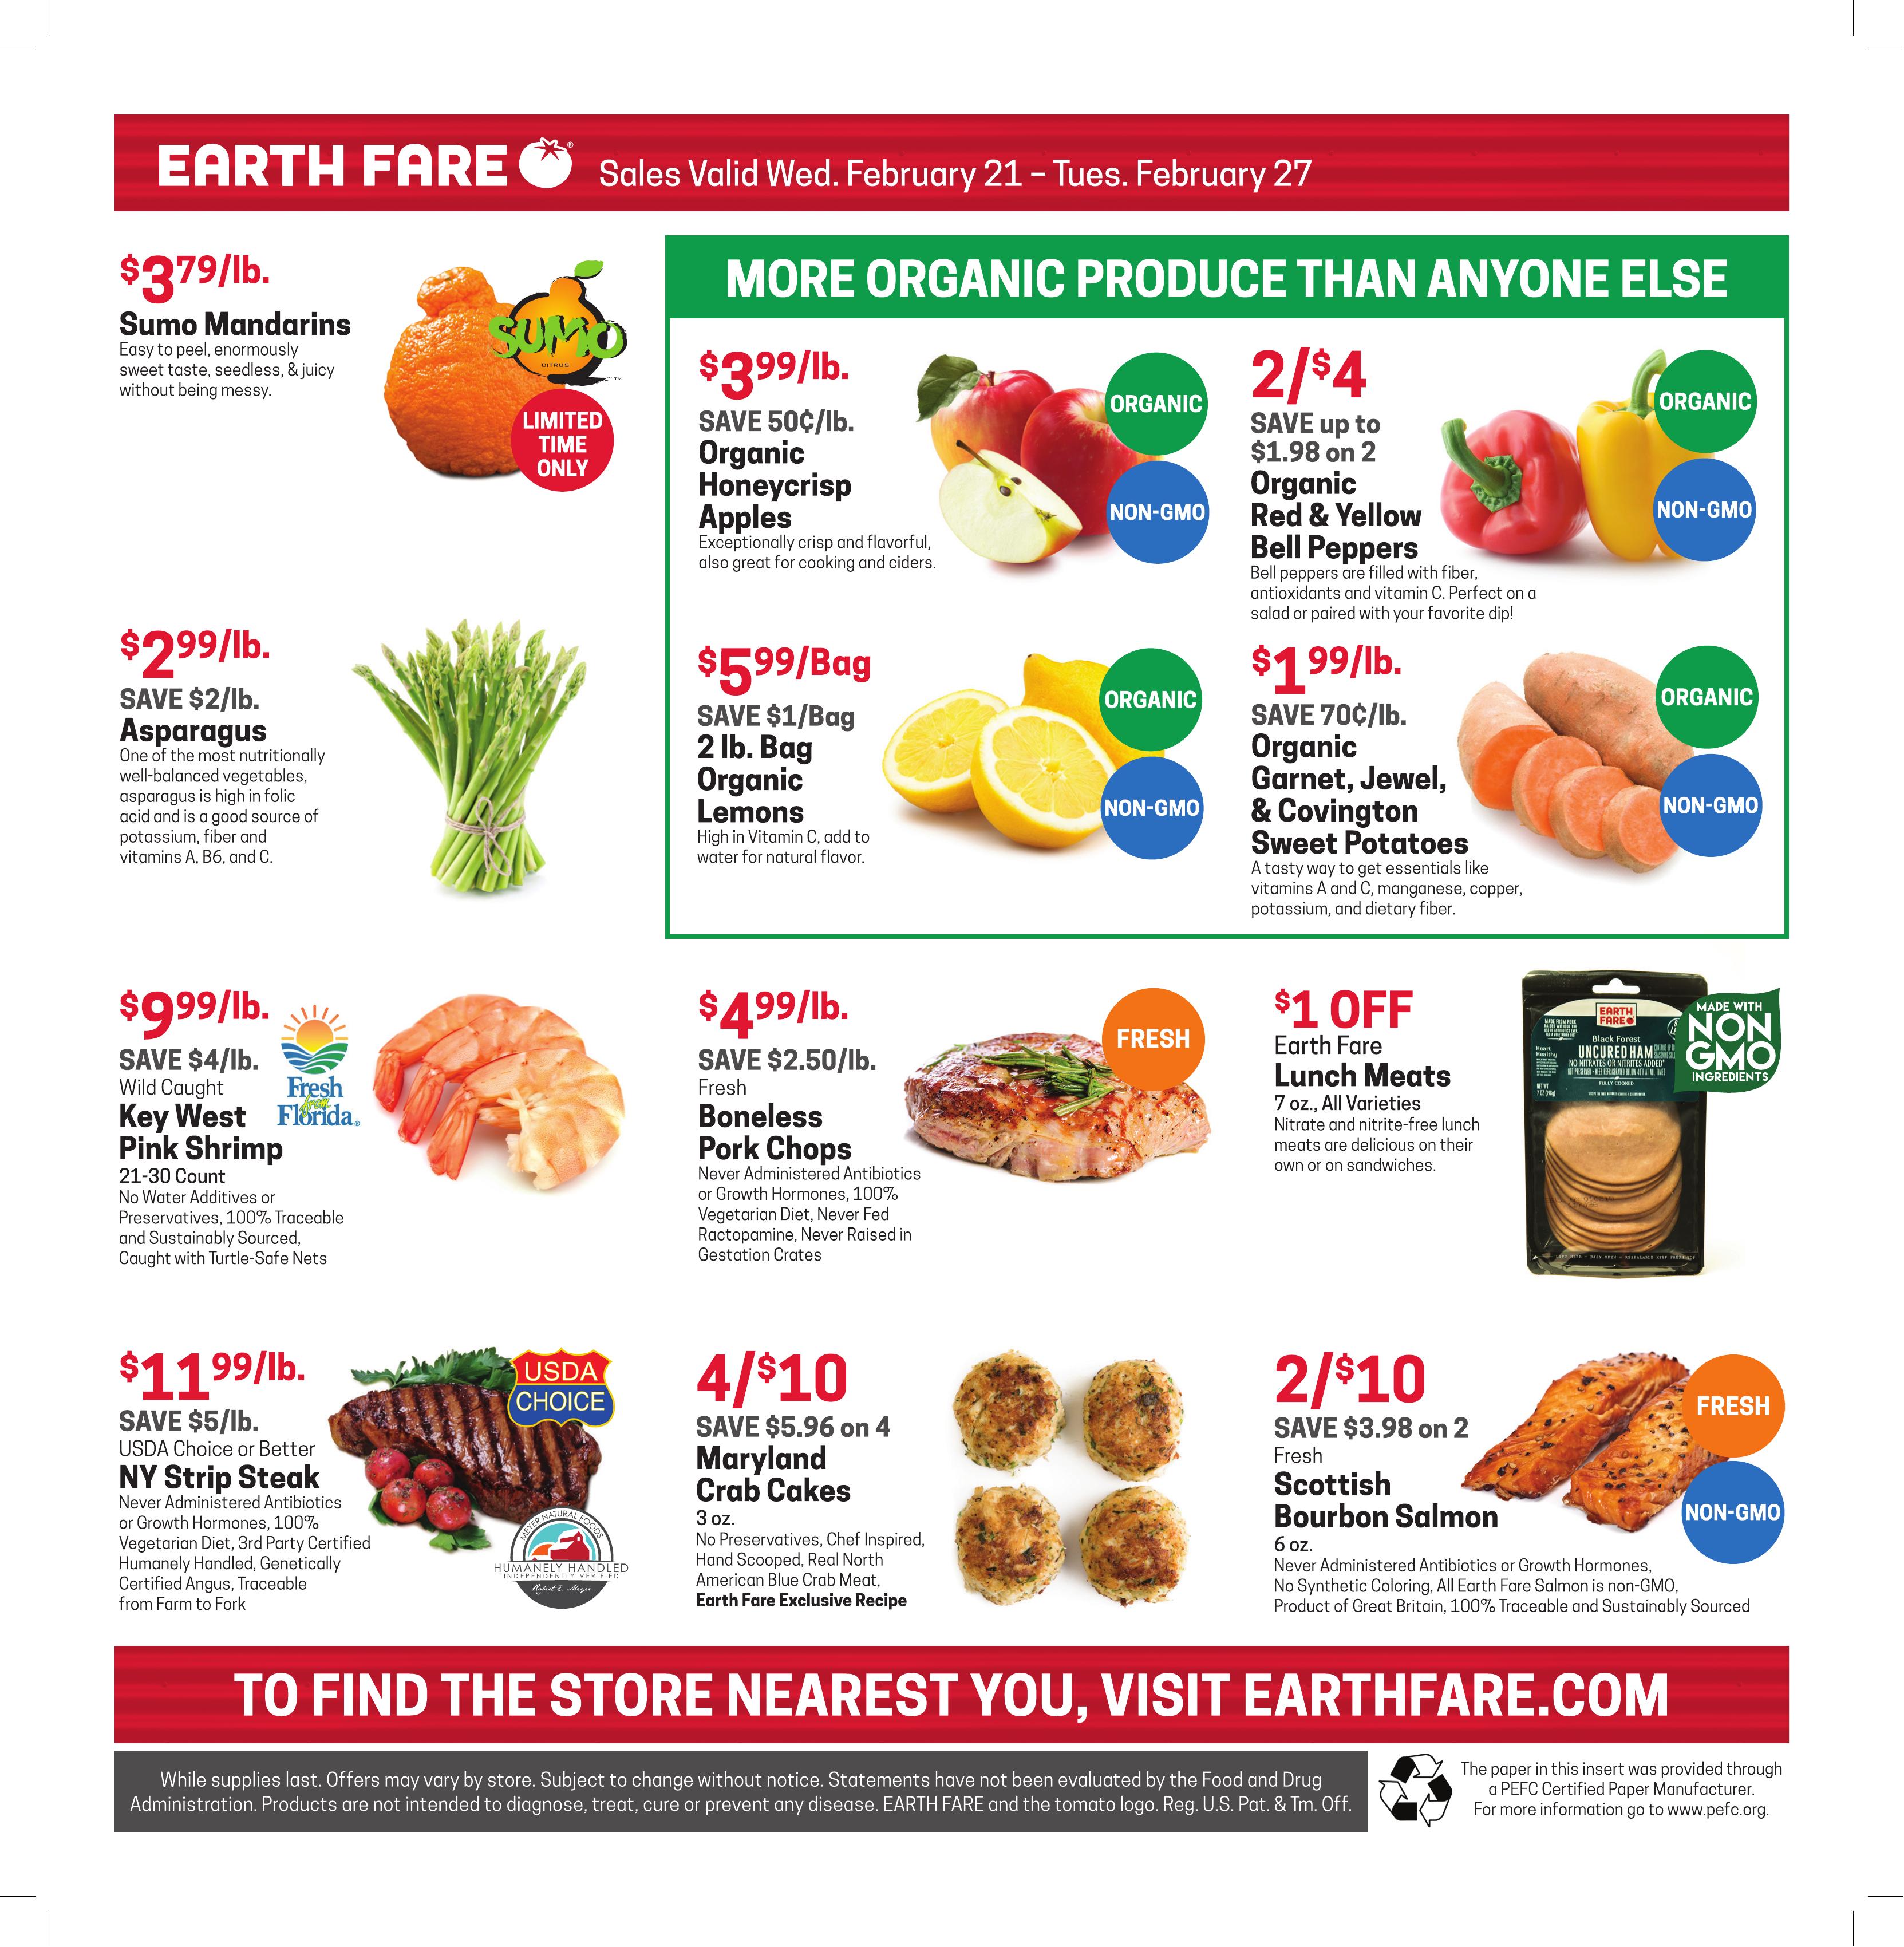 EARTH FARE ® Sales Valid Wed. February 21 – Tues. February 27
$3 79/lb.
Sumo Mandarins
Easy to peel, enormously
sweet taste, seedless, & juicy
without being messy.
SUMO
CITRUS
™
LIMITED
TIME
ONLY
$2 99/lb.
SAVE $2/lb.
Asparagus
One of the most nutritionally
well-balanced vegetables,
asparagus is high in folic
acid and is a good source of
potassium, fiber and
vitamins A, B6, and C.
MORE ORGANIC PRODUCE THAN ANYONE ELSE
$3 99/lb.
SAVE 50¢/lb.
Organic
Honeycrisp
Apples
Exceptionally crisp and flavorful,
also great for cooking and ciders.
ORGANIC
NON-GMO
2/$4
SAVE up to
$1.98 on 2
Organic
Red & Yellow
Bell Peppers
Bell peppers are filled with fiber,
antioxidants and vitamin C. Perfect on a
salad or paired with your favorite dip!
ORGANIC
NON-GMO
$5 99/Bag
SAVE $1/Bag
2 lb. Bag
Organic
Lemons
High in Vitamin C, add to
water for natural flavor.
ORGANIC
NON-GMO
$1 99/lb.
SAVE 70¢/lb.
Organic
Garnet, Jewel,
& Covington
Sweet Potatoes
A tasty way to get essentials like
vitamins A and C, manganese, copper,
potassium, and dietary fiber.
ORGANIC
NON-GMO
$9 99/lb.
SAVE $4/lb.
Wild Caught
Key West
Pink Shrimp
21-30 Count
No Water Additives or
Preservatives, 100% Traceable
and Sustainably Sourced,
Caught with Turtle-Safe Nets
Fresh
from
Florida®
$4 99/lb.
SAVE $2.50/lb.
Fresh
Boneless
Pork Chops
Never Administered Antibiotics
or Growth Hormones, 100%
Vegetarian Diet, Never Fed
Ractopamine, Never Raised in
Gestation Crates
FRESH
$1 OFF
Earth Fare
Lunch Meats
7 oz., All Varieties
Nitrate and nitrite-free lunch
meats are delicious on their
own or on sandwiches.
EARTH
FARE
Black Forest
UNCURED HAM
NO NITRATES OR NITRITES ADDED*
FULLY COOKED
Heart
Healthy
NET WT
7 OZ (198g)
MADE WITH
NON
GMO
INGREDIENTS
$11 99/lb.
SAVE $5/lb.
USDA Choice or Better
NY Strip Steak
Never Administered Antibiotics
or Growth Hormones, 100%
Vegetarian Diet, 3rd Party Certified
Humanely Handled, Genetically
Certified Angus, Traceable
from Farm to Fork
USDA
CHOICE
MEYER NATURAL FOODS
HUMANELY HANDLED
INDEPENDENTLY VERIFIED
Robert E. Meyer
4/$10
SAVE $5.96 on 4
Maryland
Crab Cakes
3 oz.
No Preservatives, Chef Inspired,
Hand Scooped, Real North
American Blue Crab Meat,
Earth Fare Exclusive Recipe
2/$10
SAVE $3.98 on 2
Fresh
Scottish
Bourbon Salmon
6 oz.
Never Administered Antibiotics or Growth Hormones,
No Synthetic Coloring, All Earth Fare Salmon is non-GMO,
Product of Great Britain, 100% Traceable and Sustainably Sourced
FRESH
NON-GMO
TO FIND THE STORE NEAREST YOU, VISIT EARTHFARE.COM
While supplies last. Offers may vary by store. Subject to change without notice. Statements have not been evaluated by the Food and Drug
Administration. Products are not intended to diagnose, treat, cure or prevent any disease. EARTH FARE and the tomato logo. Reg. U.S. Pat. & Tm. Off.
The paper in this insert was provided through
a PEFC Certified Paper Manufacturer.
For more information go to www.pefc.org.